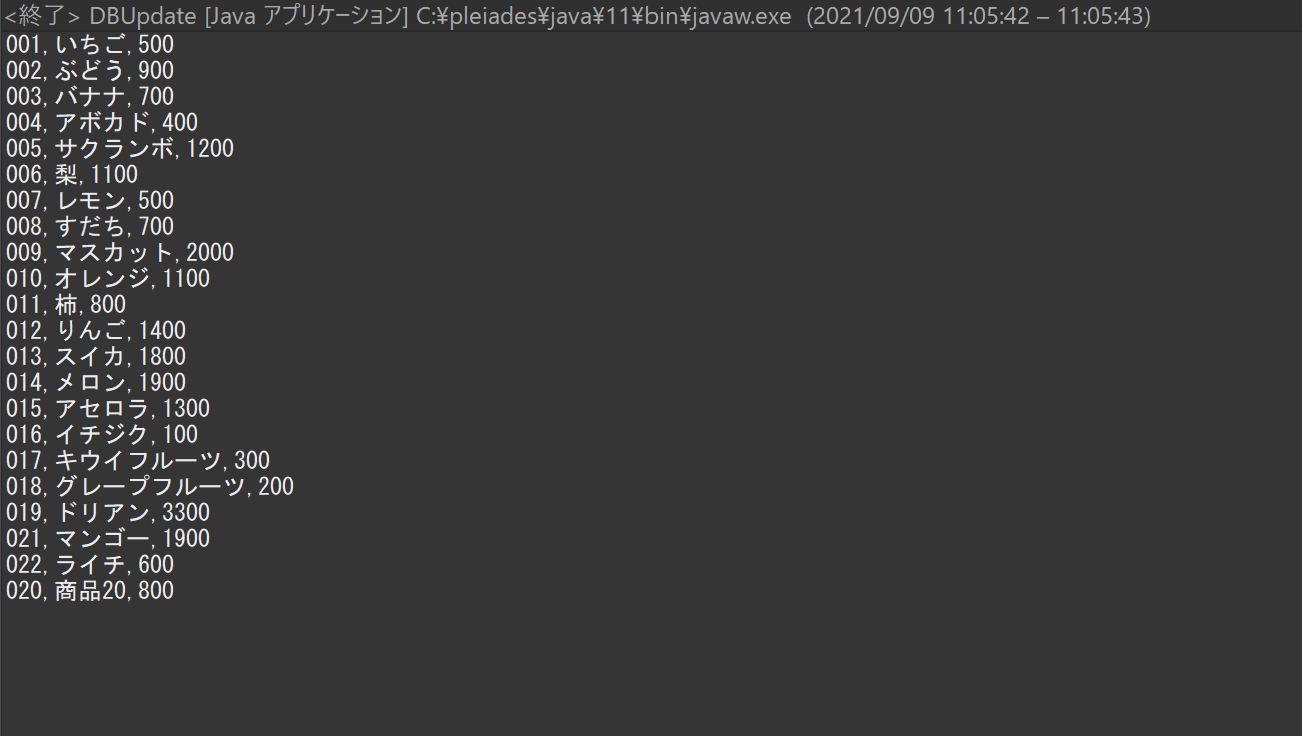 <終了> DBUpdate [Java アプリケーション] C:¥pleiades¥java¥11¥bin¥javaw.exe  (2021/09/09 11:05:42 – 11:05:43)
001,いちご,500
002,ぶどう,900
003,バナナ,700
004,アボカド,400
005,サクランボ,1200
006,梨,1100
007,レモン,500
008,すだち,700
009,マスカット,2000
010,オレンジ,1100
011,柿,800
012,りんご,1400
013,スイカ,1800
014,メロン,1900
015,アセロラ,1300
016,イチジク,100
017,キウイフルーツ,300
018,グレープフルーツ,200
019,ドリアン,3300
021,マンゴー,1900
022,ライチ,600
020,商品20,800